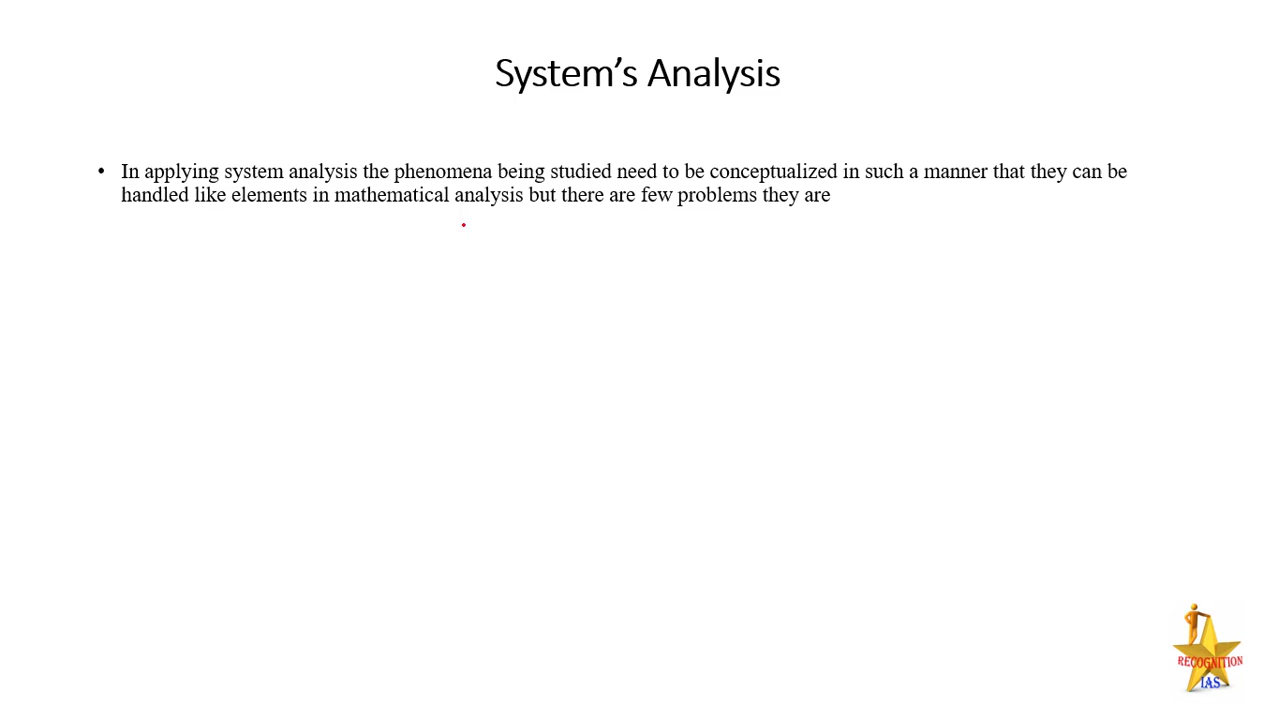 System’s Analysis
• In applying system analysis the phenomena being studied need to be conceptualized in such a manner that they can be
handled like elements in mathematical analysis but there are few problems they are
RECOGNITION
IAS